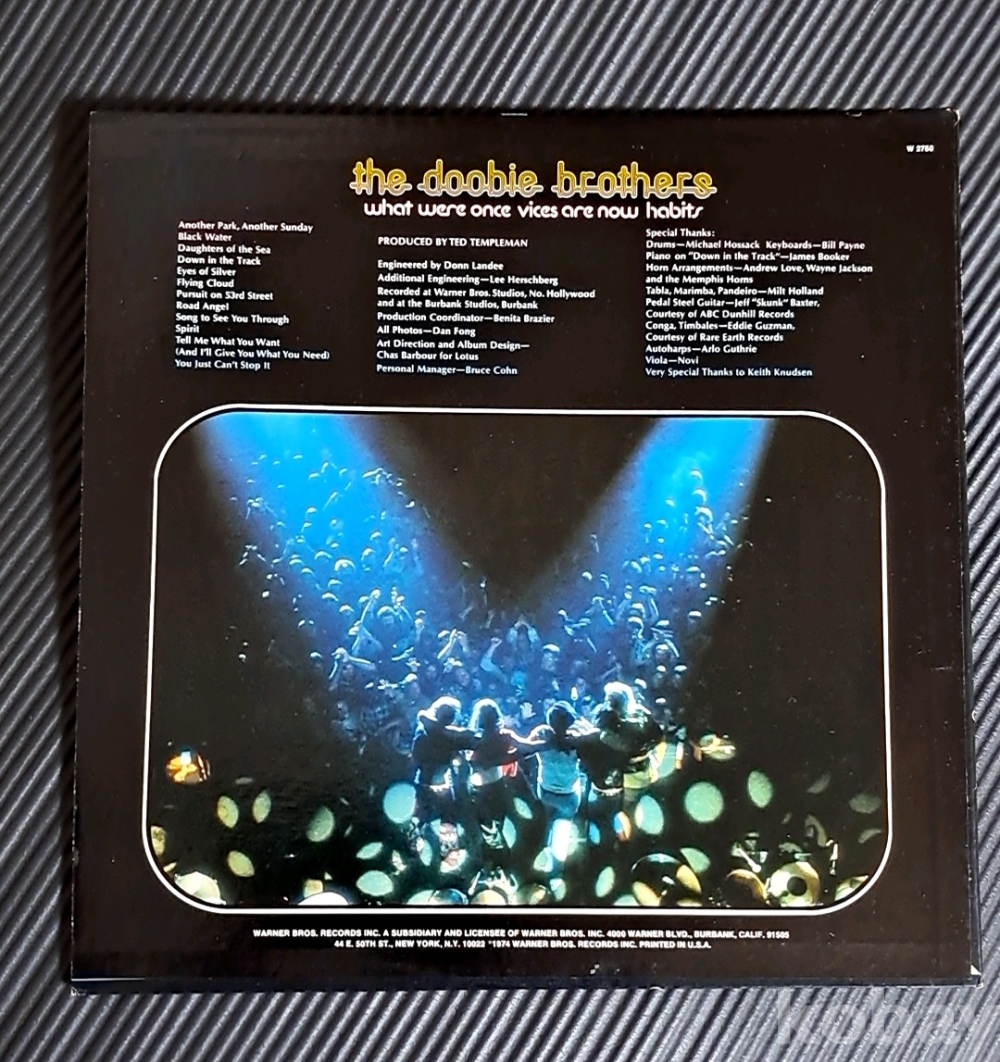 W 2750
the doobie brothers
what were once vices are now habits
Another Park, Another Sunday
Black Water
Daughters of the Sea
Down in the Track
Eyes of Silver
Flying Cloud
Pursuit on 53rd Street
Road Angel
Song to See You Through
Spirit
Tell Me What You Want
(And I'll Give You What You Need)
You Just Can't Stop It
PRODUCED BY TED TEMPLEMAN
Engineered by Donn Landee
Additional Engineering—Lee Herschberg
Recorded at Warner Bros. Studios, No. Hollywood
and at the Burbank Studios, Burbank
Production Coordinator—Benita Brazier
All Photos—Dan Fong
Art Direction and Album Design—
Chas Barbour for Lotus
Personal Manager—Bruce Cohn
Special Thanks:
Drums—Michael Hossack Keyboards—Bill Payne
Piano on "Down in the Track"—James Booker
Horn Arrangements—Andrew Love, Wayne Jackson
and the Memphis Horns
Tabla, Marimba, Pandeiro—Milt Holland
Pedal Steel Guitar—Jeff "Skunk" Baxter,
Courtesy of ABC Dunhill Records
Conga, Timbales—Eddie Guzman,
Courtesy of Rare Earth Records
Autoharps—Arlo Guthrie
Viola—Novi
Very Special Thanks to Keith Knudsen
WARNER BROS. RECORDS INC. A SUBSIDIARY AND LICENSEE OF WARNER BROS. INC. 4000 WARNER BLVD., BURBANK, CALIF. 91505
44 E. 50TH ST., NEW YORK, N.Y. 10022 °1974 WARNER BROS. RECORDS INC. PRINTED IN U.S.A.
kobay